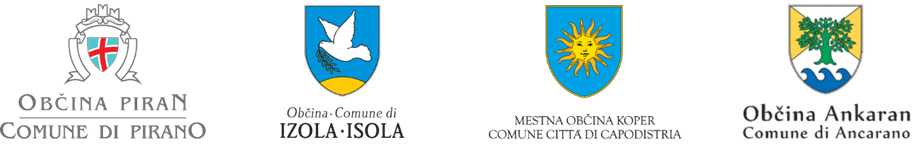 OBČINA PIRAN
COMUNE DI PIRANO
Občina · Comune di
IZOLA · ISOLA
MESTNA OBČINA KOPER
COMUNE CITTÀ DI CAPODISTRIA
Občina Ankaran
Comune di Ancarano